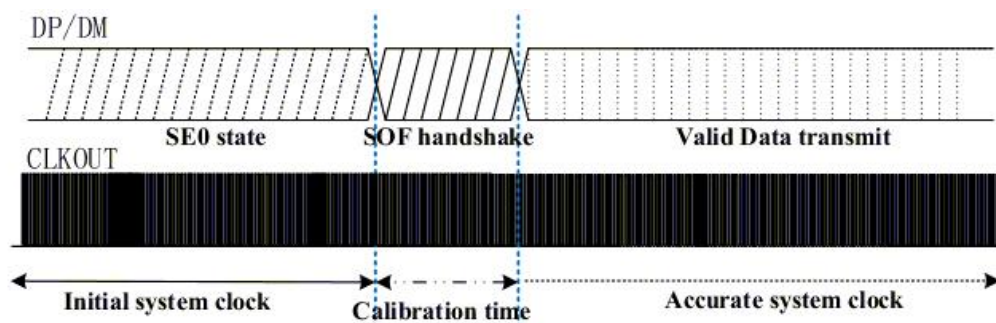 DP/DM
SE0 state
SOF handshake
Valid Data transmit
CLKOUT
Initial system clock
Calibration time
Accurate system clock